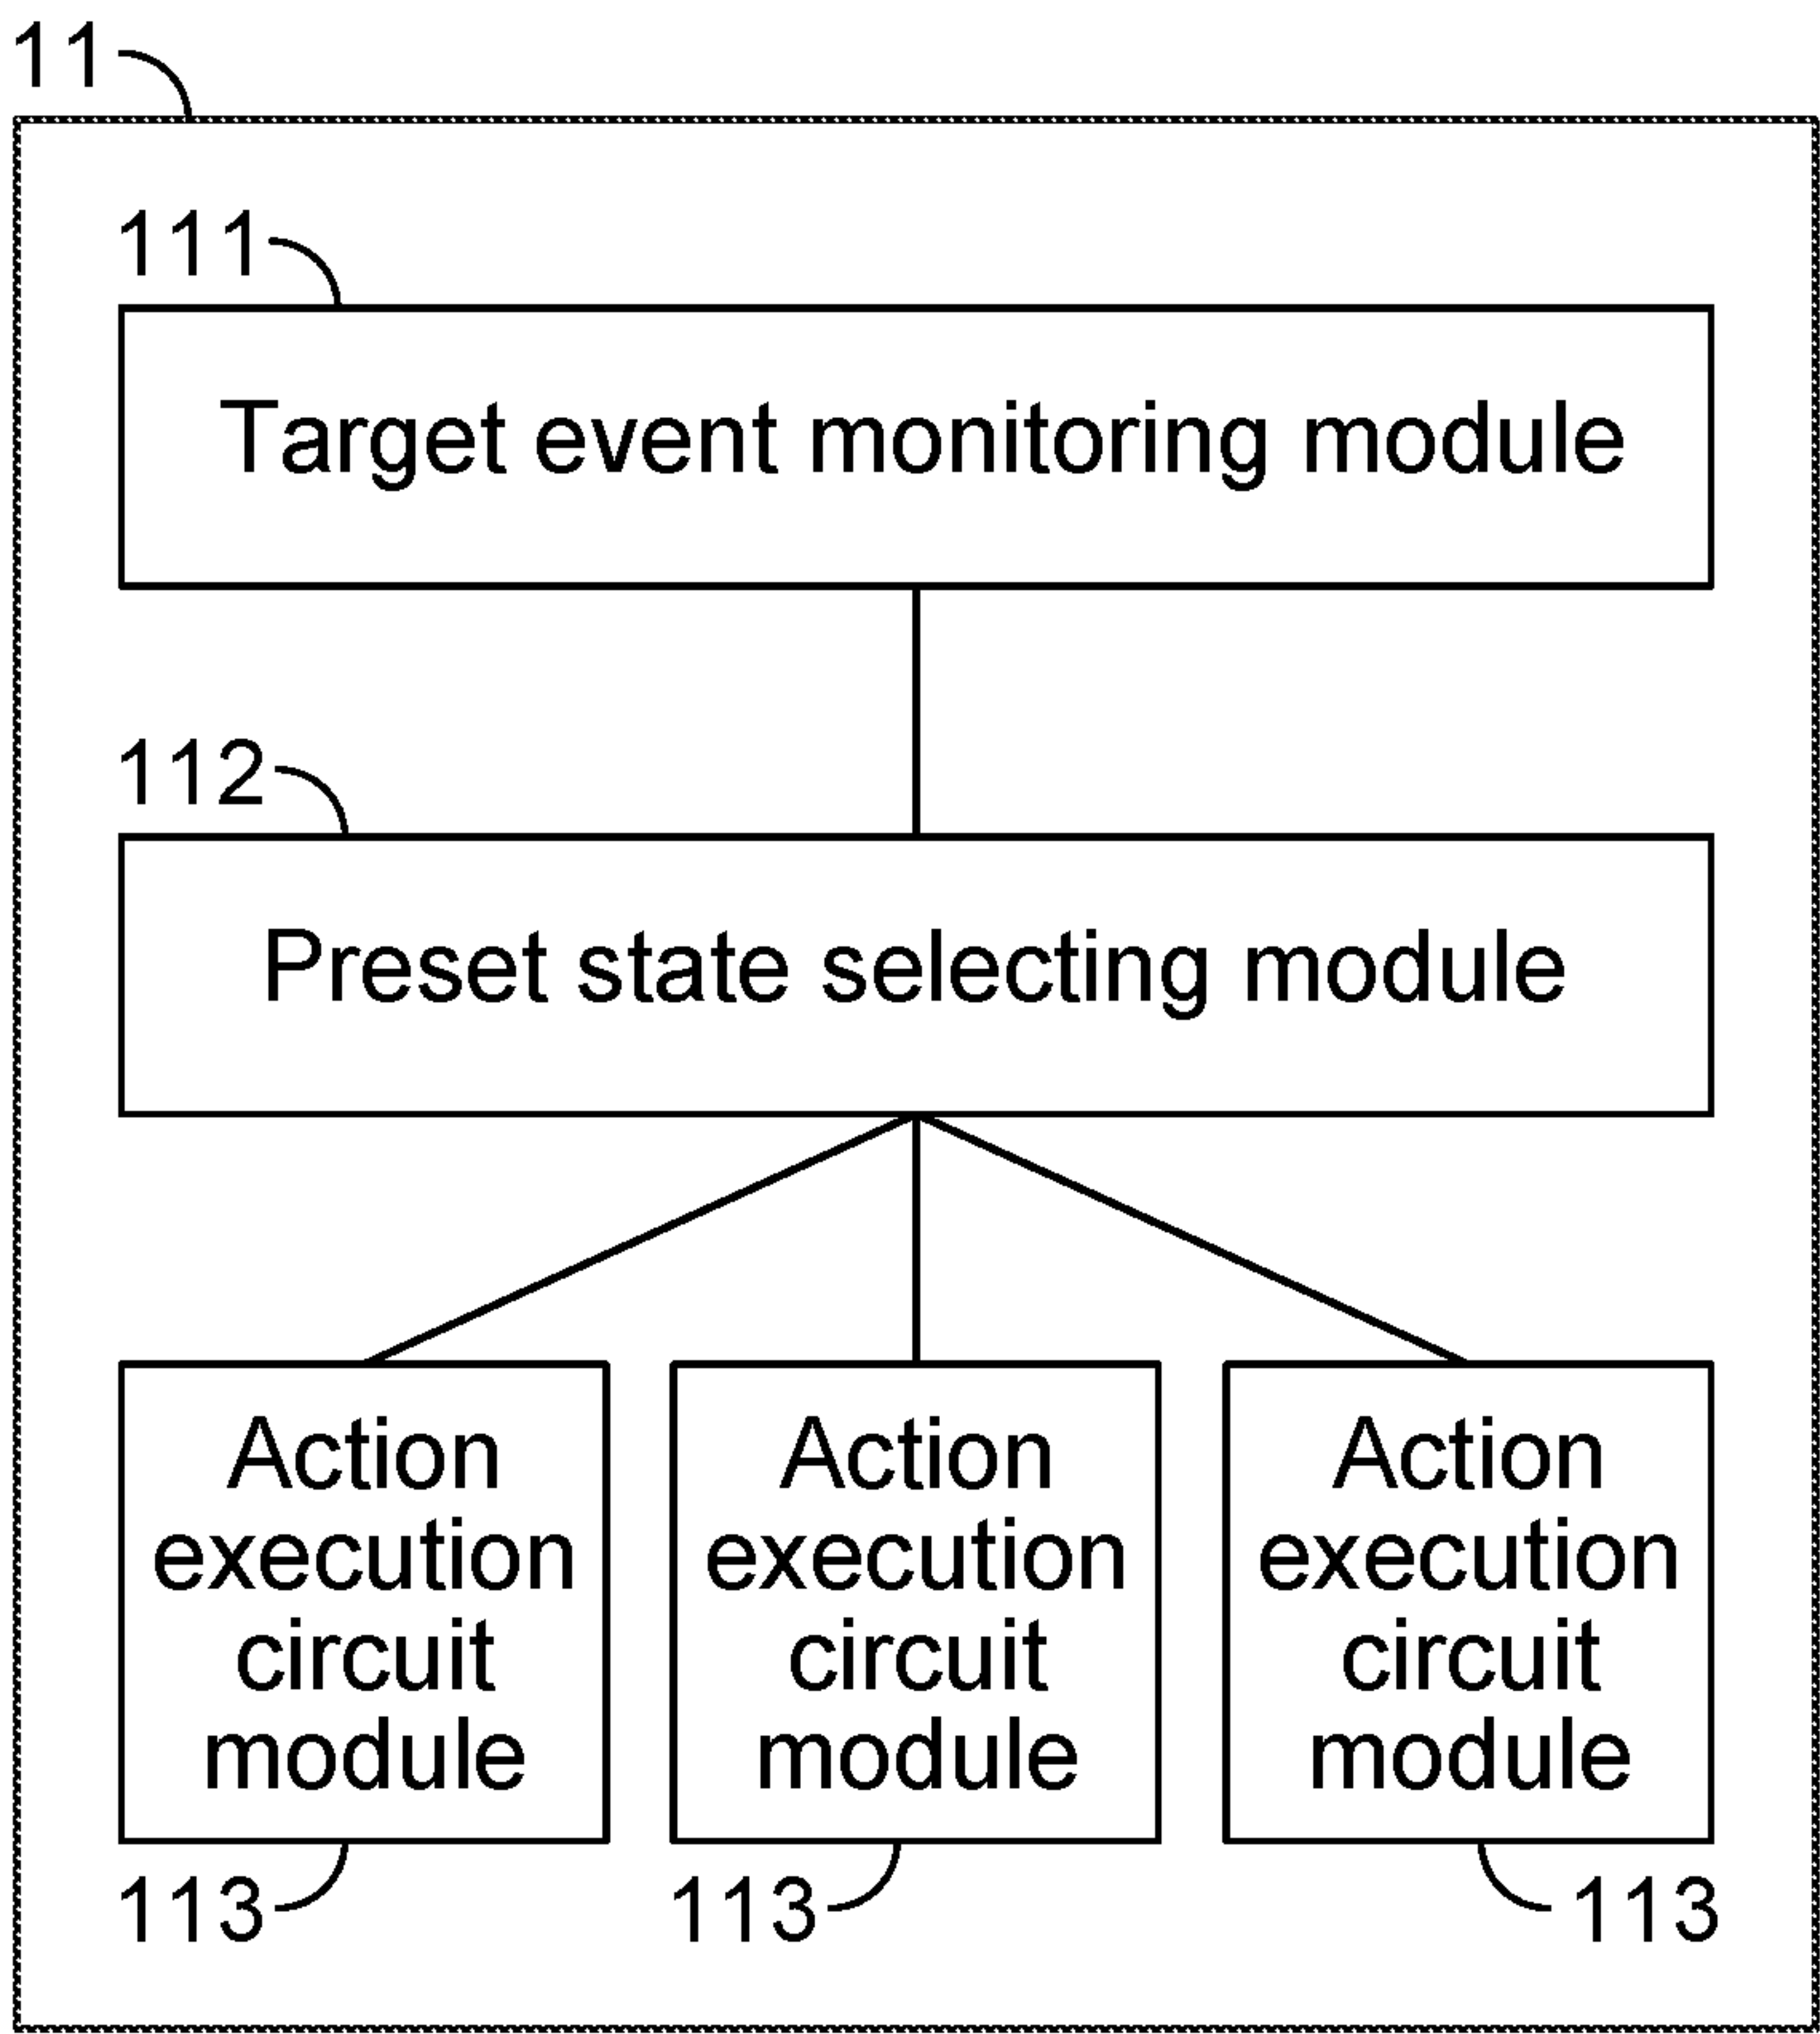 11
111
Target event monitoring module
112
Preset state selecting module
Action
execution
circuit
module
Action
execution
circuit
module
Action
execution
circuit
module
113
113
113